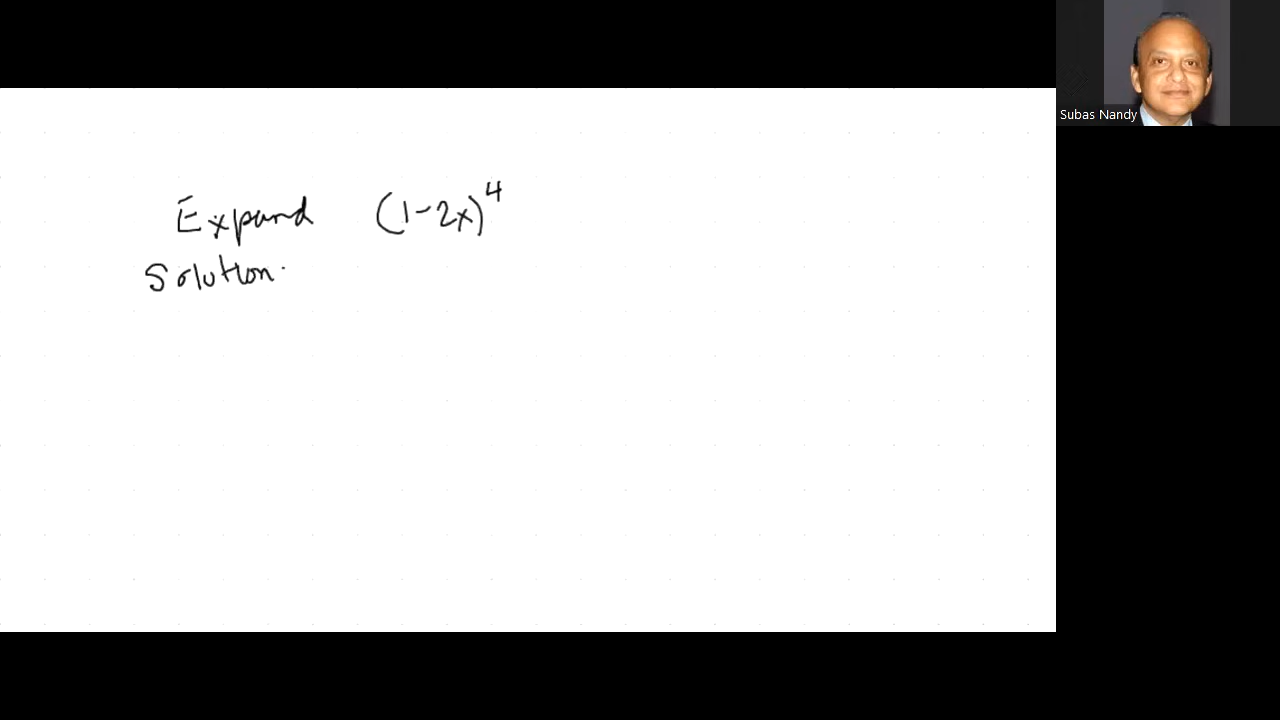 Expand (1-2x)⁴
Solution.
Subas Nandy